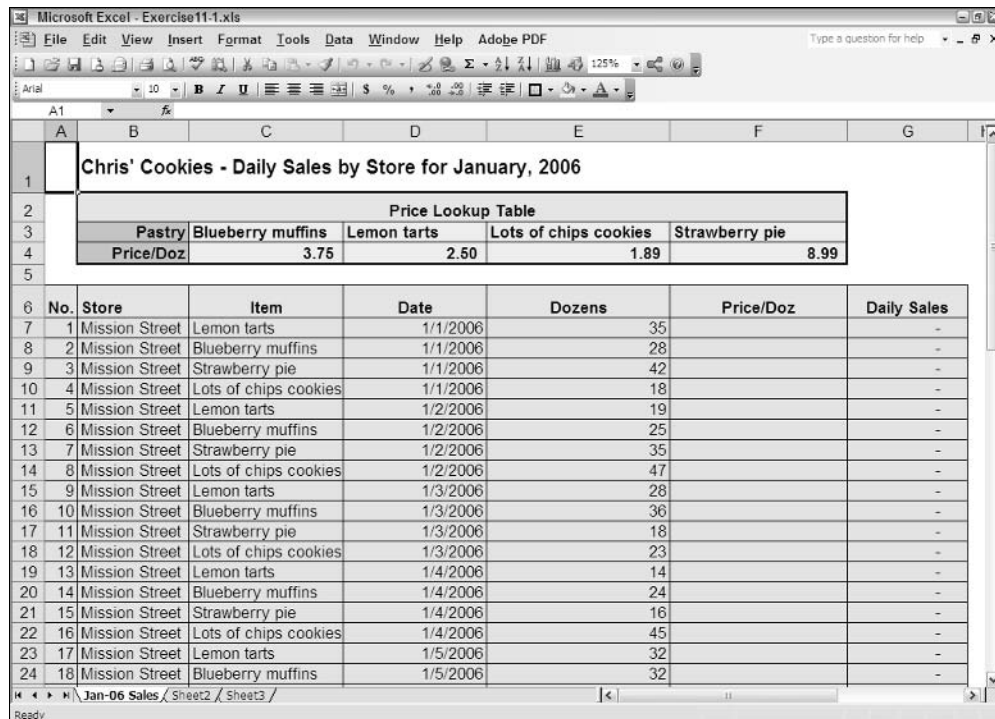 Microsoft Excel - Exercise11-1.xls
File Edit View Insert Format Tools Data Window Help Adobe PDF Type a question for help
125%
Arial 10 B I U $ % , A
A1 fx
A B C D E F G
1 Chris' Cookies - Daily Sales by Store for January, 2006
2 Price Lookup Table
3 Pastry Blueberry muffins Lemon tarts Lots of chips cookies Strawberry pie
4 Price/Doz 3.75 2.50 1.89 8.99
5
6 No. Store Item Date Dozens Price/Doz Daily Sales
7 1 Mission Street Lemon tarts 1/1/2006 35 -
8 2 Mission Street Blueberry muffins 1/1/2006 28 -
9 3 Mission Street Strawberry pie 1/1/2006 42 -
10 4 Mission Street Lots of chips cookies 1/1/2006 18 -
11 5 Mission Street Lemon tarts 1/2/2006 19 -
12 6 Mission Street Blueberry muffins 1/2/2006 25 -
13 7 Mission Street Strawberry pie 1/2/2006 35 -
14 8 Mission Street Lots of chips cookies 1/2/2006 47 -
15 9 Mission Street Lemon tarts 1/3/2006 28 -
16 10 Mission Street Blueberry muffins 1/3/2006 36 -
17 11 Mission Street Strawberry pie 1/3/2006 18 -
18 12 Mission Street Lots of chips cookies 1/3/2006 23 -
19 13 Mission Street Lemon tarts 1/4/2006 14 -
20 14 Mission Street Blueberry muffins 1/4/2006 24 -
21 15 Mission Street Strawberry pie 1/4/2006 16 -
22 16 Mission Street Lots of chips cookies 1/4/2006 45 -
23 17 Mission Street Lemon tarts 1/5/2006 32 -
24 18 Mission Street Blueberry muffins 1/5/2006 32 -
Jan-06 Sales / Sheet2 / Sheet3 /
Ready